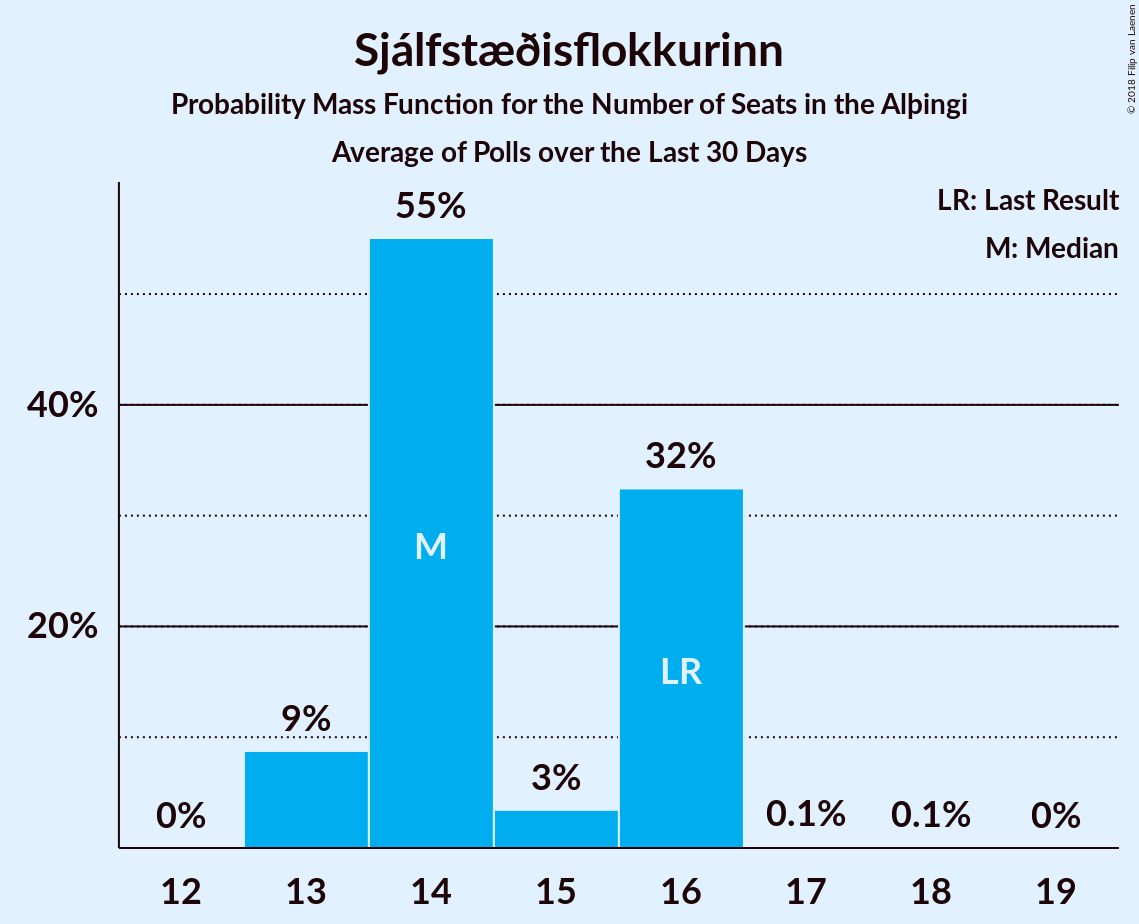 Sjálfstæðisflokkurinn
Probability Mass Function for the Number of Seats in the Alþingi
Average of Polls over the Last 30 Days
© 2018 Filip van Laenen
LR: Last Result
M: Median
55%
40%
32%
M
20%
LR
9%
3%
0%
0.1%
0.1%
0%
12
13
14
15
16
17
18
19